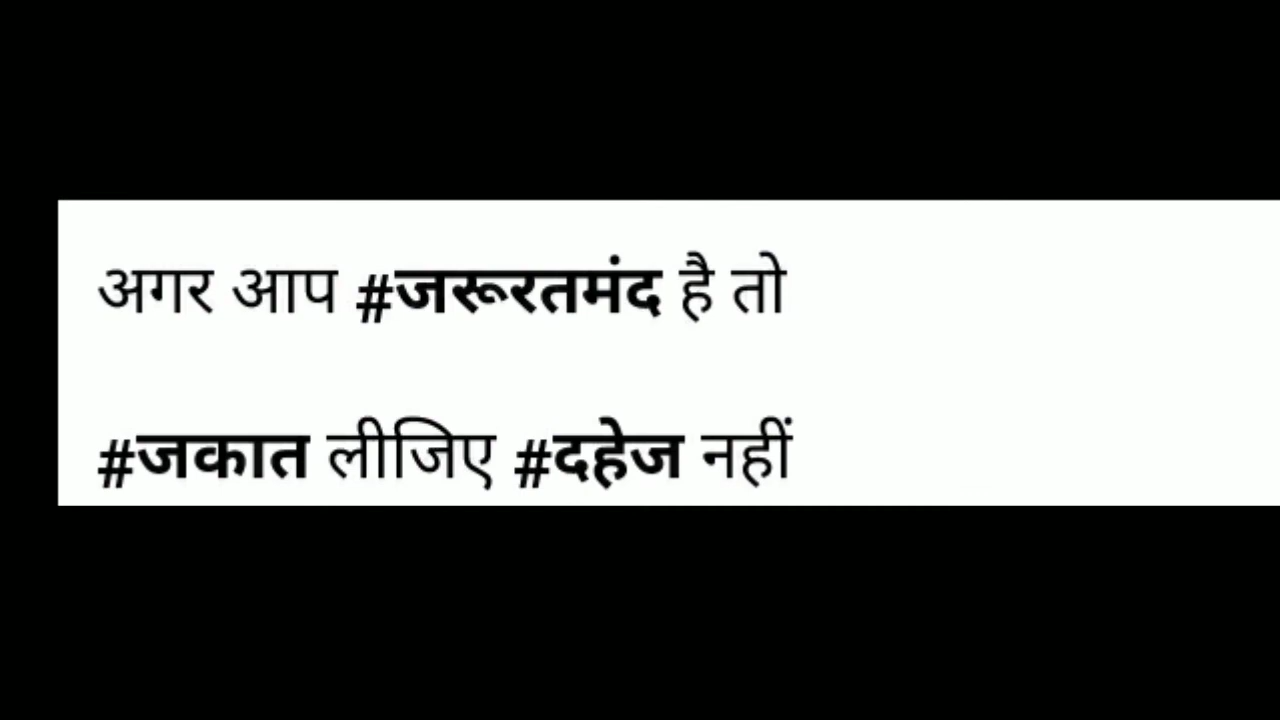 अगर आप #जरूरतमंद है तो
#जकात लीजिए #दहेज नहीं